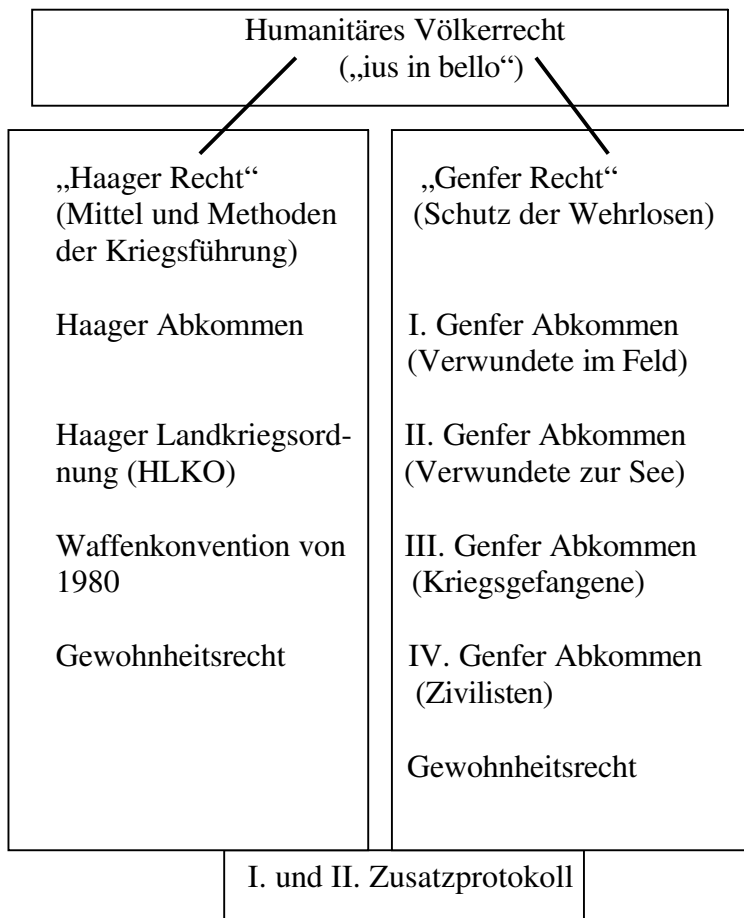 Humanitäres Völkerrecht
(„ius in bello“)
„Haager Recht“
(Mittel und Methoden
der Kriegsführung)
Haager Abkommen
Haager Landkriegsord-
nung (HLKO)
Waffenkonvention von
1980
Gewohnheitsrecht
„Genfer Recht“
(Schutz der Wehrlosen)
I. Genfer Abkommen
(Verwundete im Feld)
II. Genfer Abkommen
(Verwundete zur See)
III. Genfer Abkommen
(Kriegsgefangene)
IV. Genfer Abkommen
(Zivilisten)
Gewohnheitsrecht
I. und II. Zusatzprotokoll